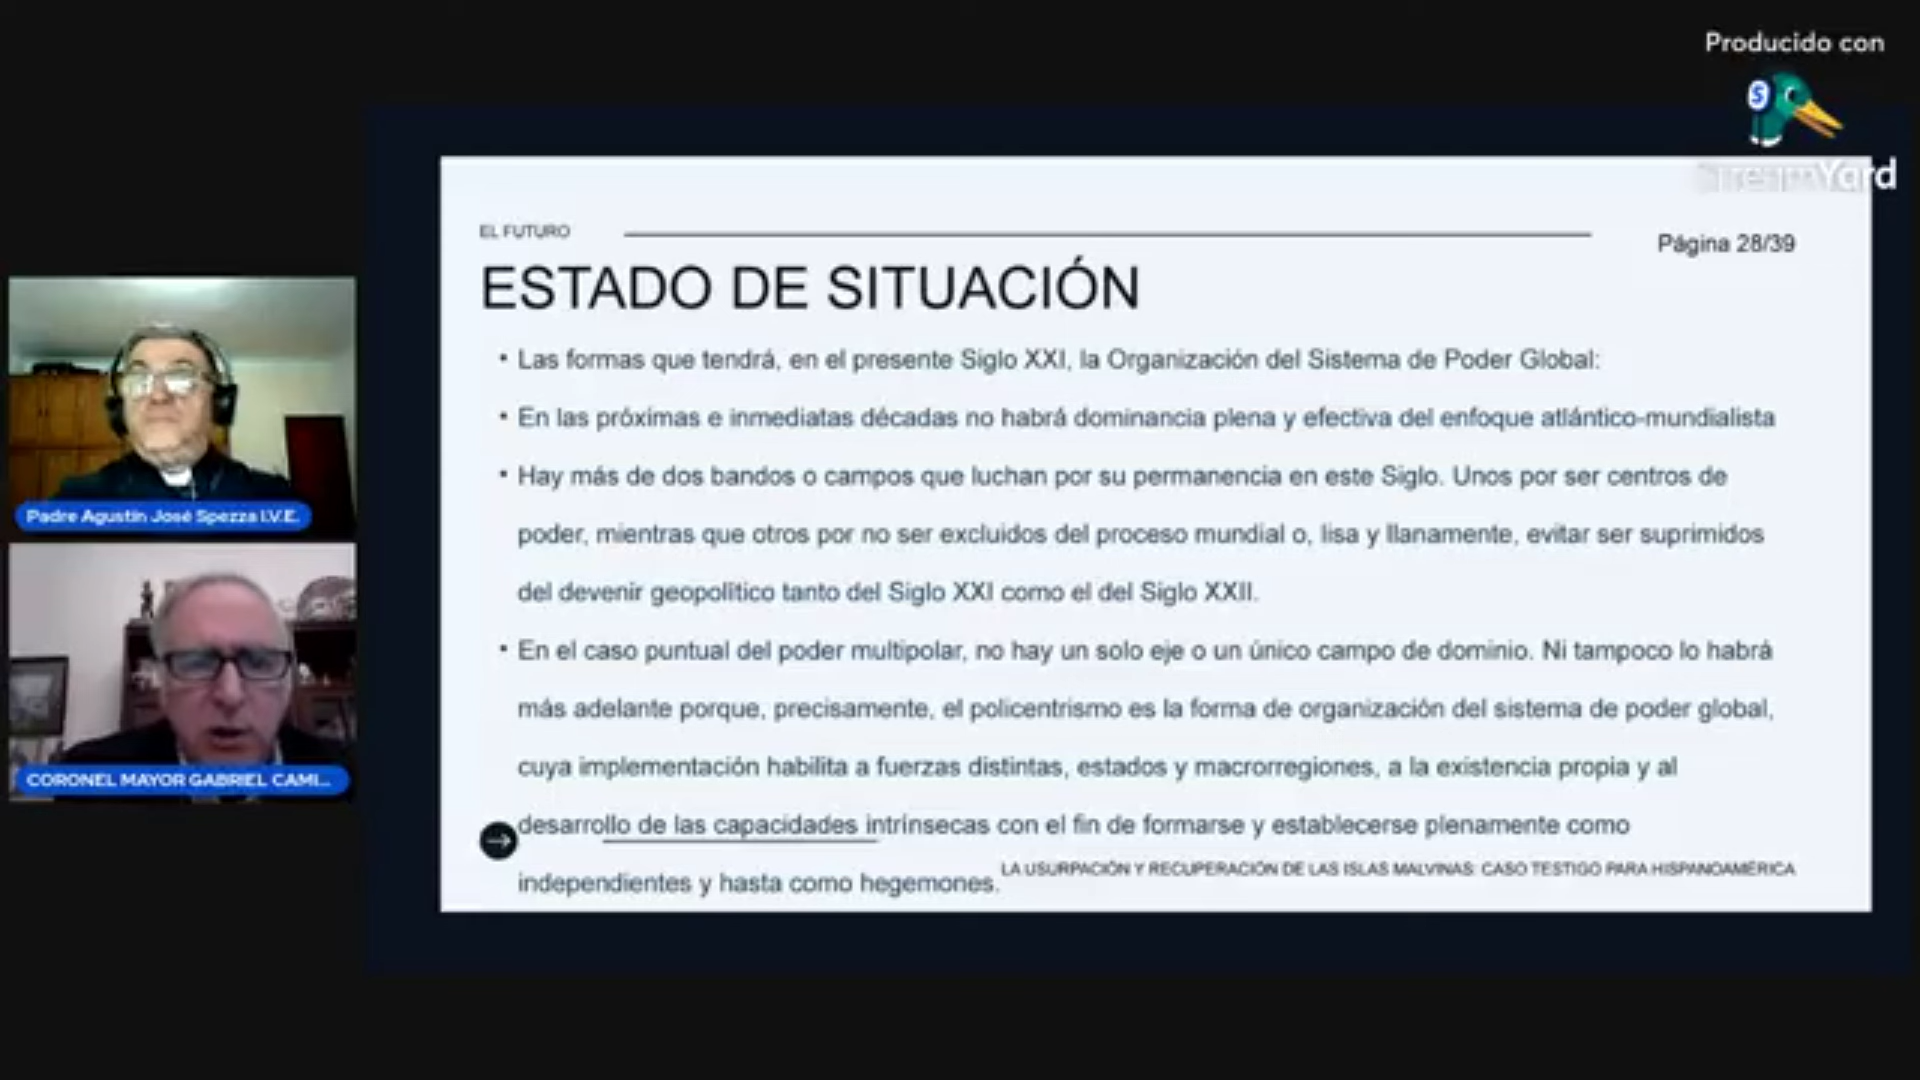 Producido con
StreamYard
EL FUTURO
Página 28/39
ESTADO DE SITUACIÓN
• Las formas que tendrá, en el presente Siglo XXI, la Organización del Sistema de Poder Global:
• En las próximas e inmediatas décadas no habrá dominancia plena y efectiva del enfoque atlántico-mundialista
• Hay más de dos bandos o campos que luchan por su permanencia en este Siglo. Unos por ser centros de
poder, mientras que otros por no ser excluidos del proceso mundial o, lisa y llanamente, evitar ser suprimidos
del devenir geopolítico tanto del Siglo XXI como el del Siglo XXII.
• En el caso puntual del poder multipolar, no hay un solo eje o un único campo de dominio. Ni tampoco lo habrá
más adelante porque, precisamente, el policentrismo es la forma de organización del sistema de poder global,
cuya implementación habilita a fuerzas distintas, estados y macrorregiones, a la existencia propia y al
desarrollo de las capacidades intrínsecas con el fin de formarse y establecerse plenamente como
independientes y hasta como hegemones.
LA USURPACIÓN Y RECUPERACIÓN DE LAS ISLAS MALVINAS: CASO TESTIGO PARA HISPANOAMÉRICA
Padre Agustín José Spezza I.V.E.
CORONEL MAYOR GABRIEL CAMI...